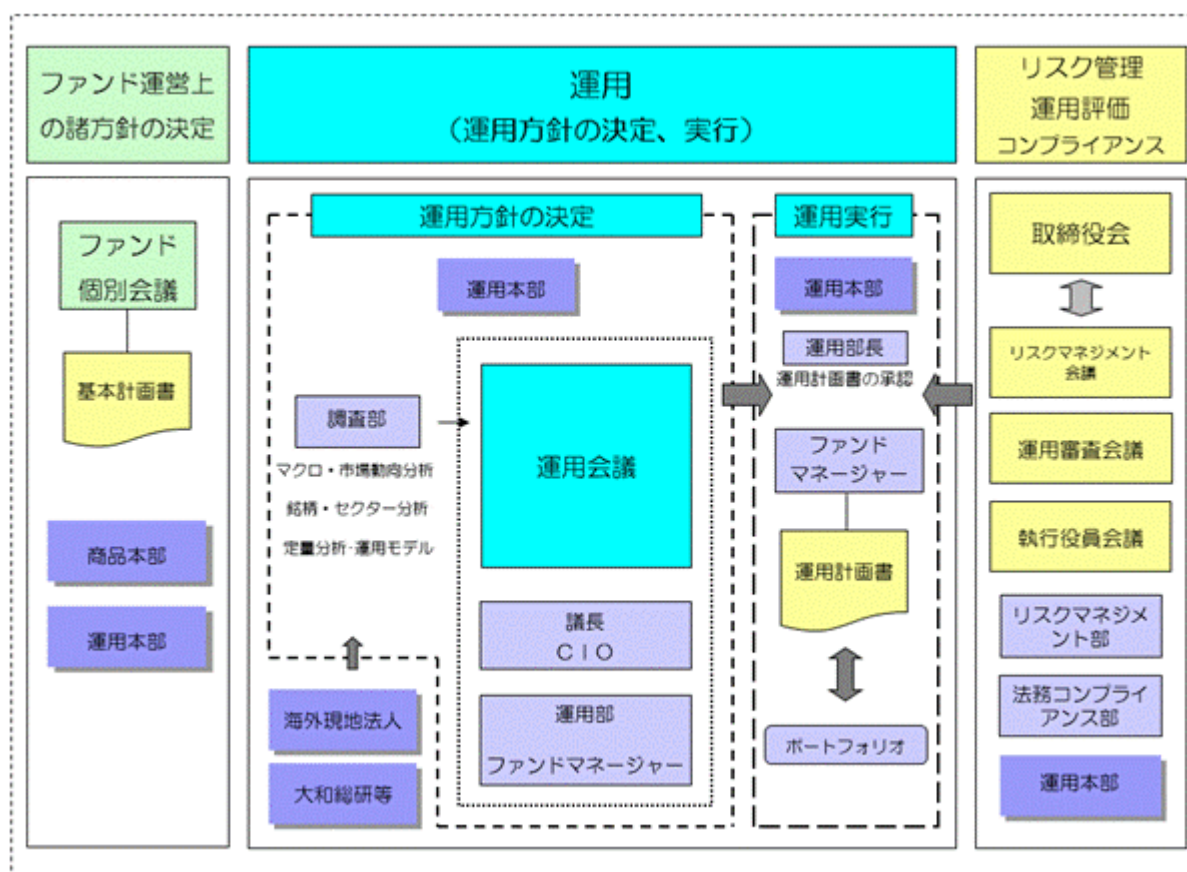 ファンド運営上
の諸方針の決定
運用
(運用方針の決定、実行)
リスク管理
運用評価
コンプライアンス
ファンド
個別会議
基本計画書
商品本部
運用本部
運用方針の決定
運用本部
調査部
マクロ・市場動向分析
銘柄・セクター分析
定量分析・運用モデル
海外現地法人
大和総研等
運用会議
議長
CIO
運用部
ファンドマネージャー
運用実行
運用本部
運用部長
運用計画書の承認
ファンド
マネージャー
運用計画書
ポートフォリオ
取締役会
リスクマネジメント
会議
運用審査会議
執行役員会議
リスクマネジメ
ント部
法務コンプライ
アンス部
運用本部